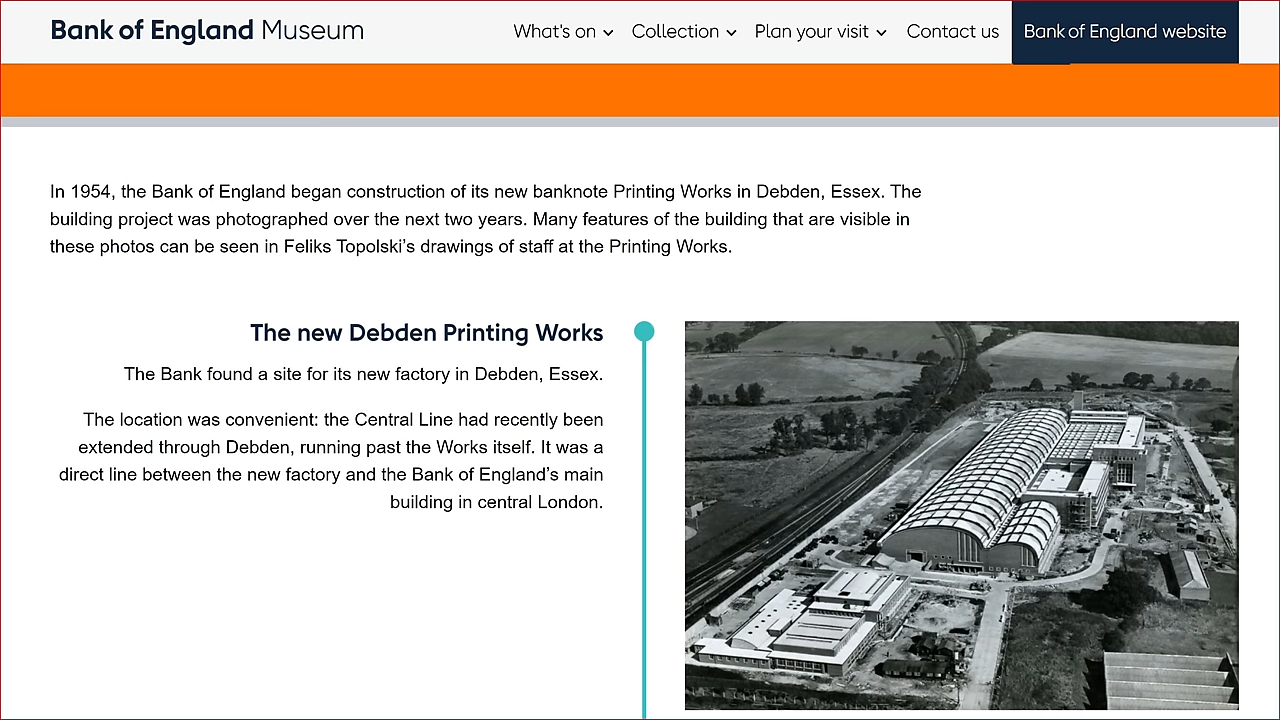 Bank of England Museum
What's on
Collection
Plan your visit
Contact us
Bank of England website
In 1954, the Bank of England began construction of its new banknote Printing Works in Debden, Essex. The
building project was photographed over the next two years. Many features of the building that are visible in
these photos can be seen in Feliks Topolski’s drawings of staff at the Printing Works.
The new Debden Printing Works
The Bank found a site for its new factory in Debden, Essex.
The location was convenient: the Central Line had recently been
extended through Debden, running past the Works itself. It was a
direct line between the new factory and the Bank of England’s main
building in central London.